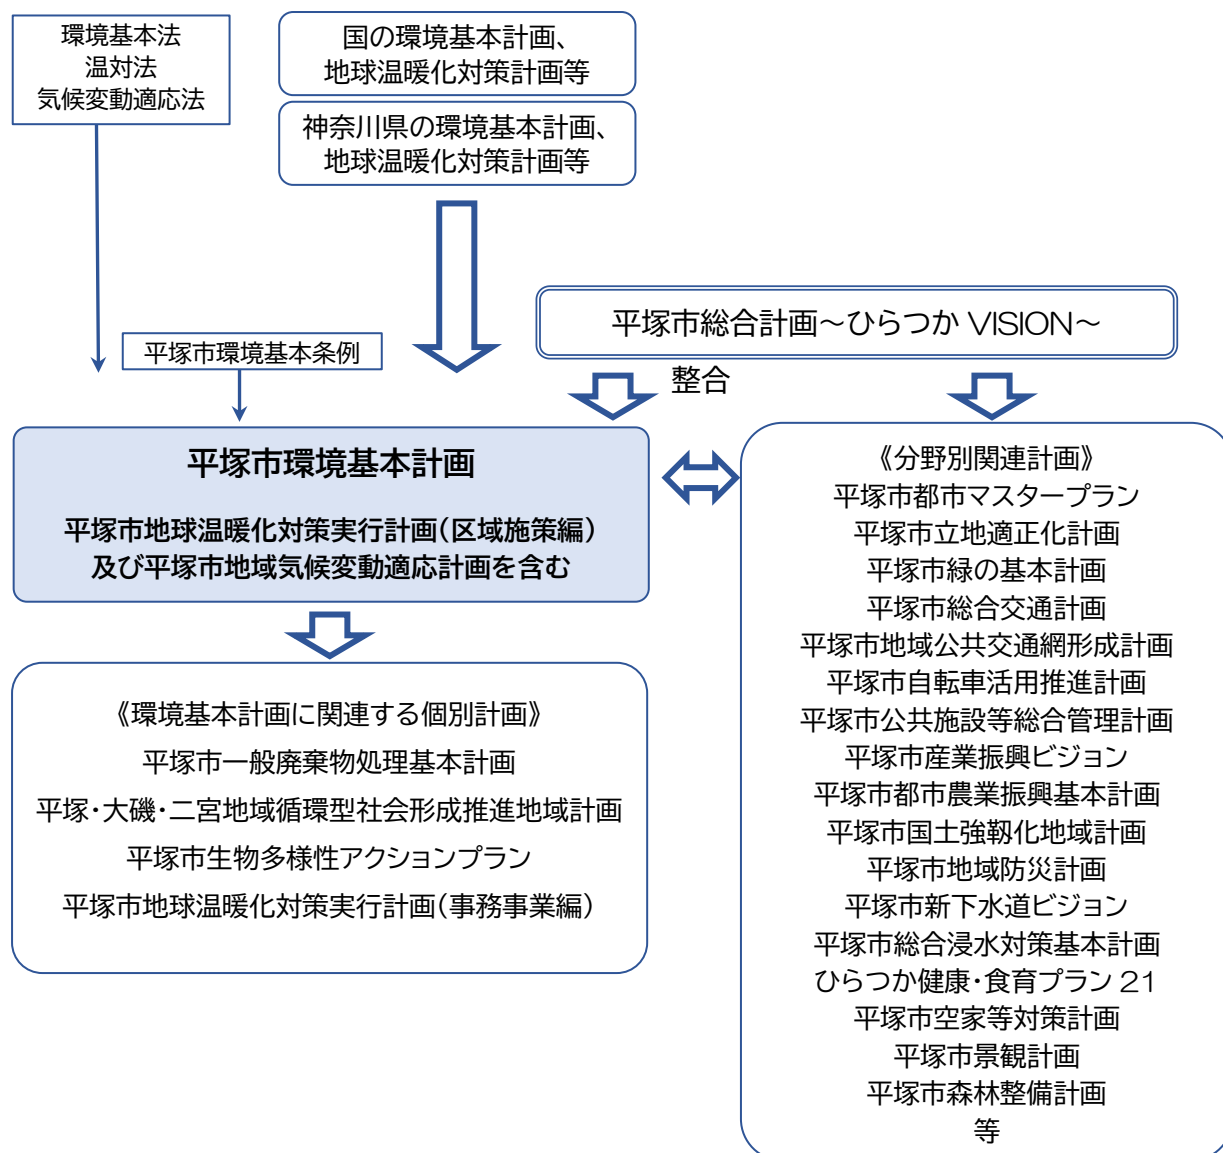 環境基本法
温対法
気候変動適応法
国の環境基本計画、
地球温暖化対策計画等
神奈川県の環境基本計画、
地球温暖化対策計画等
平塚市総合計画～ひらつか VISION～
平塚市環境基本条例
整合
平塚市環境基本計画
平塚市地球温暖化対策実行計画(区域施策編)
及び平塚市地域気候変動適応計画を含む
《環境基本計画に関連する個別計画》
平塚市一般廃棄物処理基本計画
平塚・大磯・二宮地域循環型社会形成推進地域計画
平塚市生物多様性アクションプラン
平塚市地球温暖化対策実行計画(事務事業編)
《分野別関連計画》
平塚市都市マスタープラン
平塚市立地適正化計画
平塚市緑の基本計画
平塚市総合交通計画
平塚市地域公共交通網形成計画
平塚市自転車活用推進計画
平塚市公共施設等総合管理計画
平塚市産業振興ビジョン
平塚市都市農業振興基本計画
平塚市国土強靱化地域計画
平塚市地域防災計画
平塚市新下水道ビジョン
平塚市総合浸水対策基本計画
ひらつか健康・食育プラン 21
平塚市空家等対策計画
平塚市景観計画
平塚市森林整備計画
等